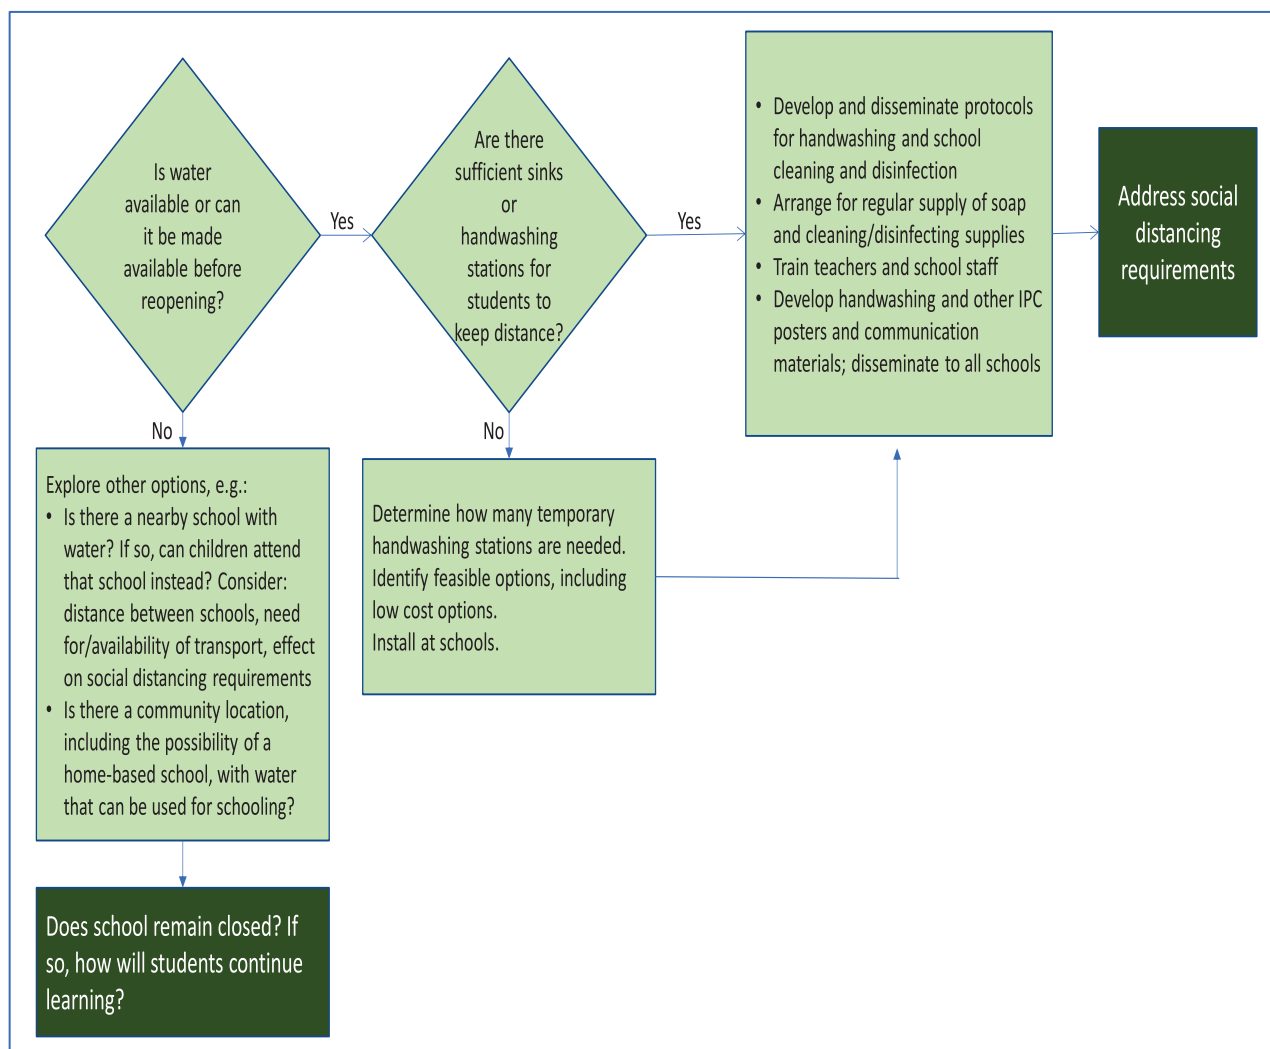 Is water
available or can
it be made
available before
reopening?
Yes
No
Are there
sufficient sinks
or
handwashing
stations for
students to
keep distance?
Yes
No
• Develop and disseminate protocols
for handwashing and school
cleaning and disinfection
• Arrange for regular supply of soap
and cleaning/disinfecting supplies
• Train teachers and school staff
• Develop handwashing and other IPC
posters and communication
materials; disseminate to all schools
Address social
distancing
requirements
Explore other options, e.g.:
• Is there a nearby school with
water? If so, can children attend
that school instead? Consider:
distance between schools, need
for/availability of transport, effect
on social distancing requirements
• Is there a community location,
including the possibility of a
home-based school, with water
that can be used for schooling?
Determine how many temporary
handwashing stations are needed.
Identify feasible options, including
low cost options.
Install at schools.
Does school remain closed? If
so, how will students continue
learning?